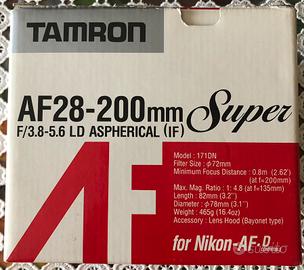 TAMRON
AF28-200mm Super
F/3.8-5.6 LD ASPHERICAL (IF)
Model : 171DN
Filter Size : φ72mm
Minimum Focus Distance : 0.8m (2.62')
(at f=200mm)
Max. Mag. Ratio : 1: 4.8 (at f=135mm)
Length : 82mm (3.2")
Diameter : φ78mm (3.1")
Weight : 465g (16.4oz)
Accessory : Lens Hood (Bayonet type)
AF
for Nikon-AF-D
subito